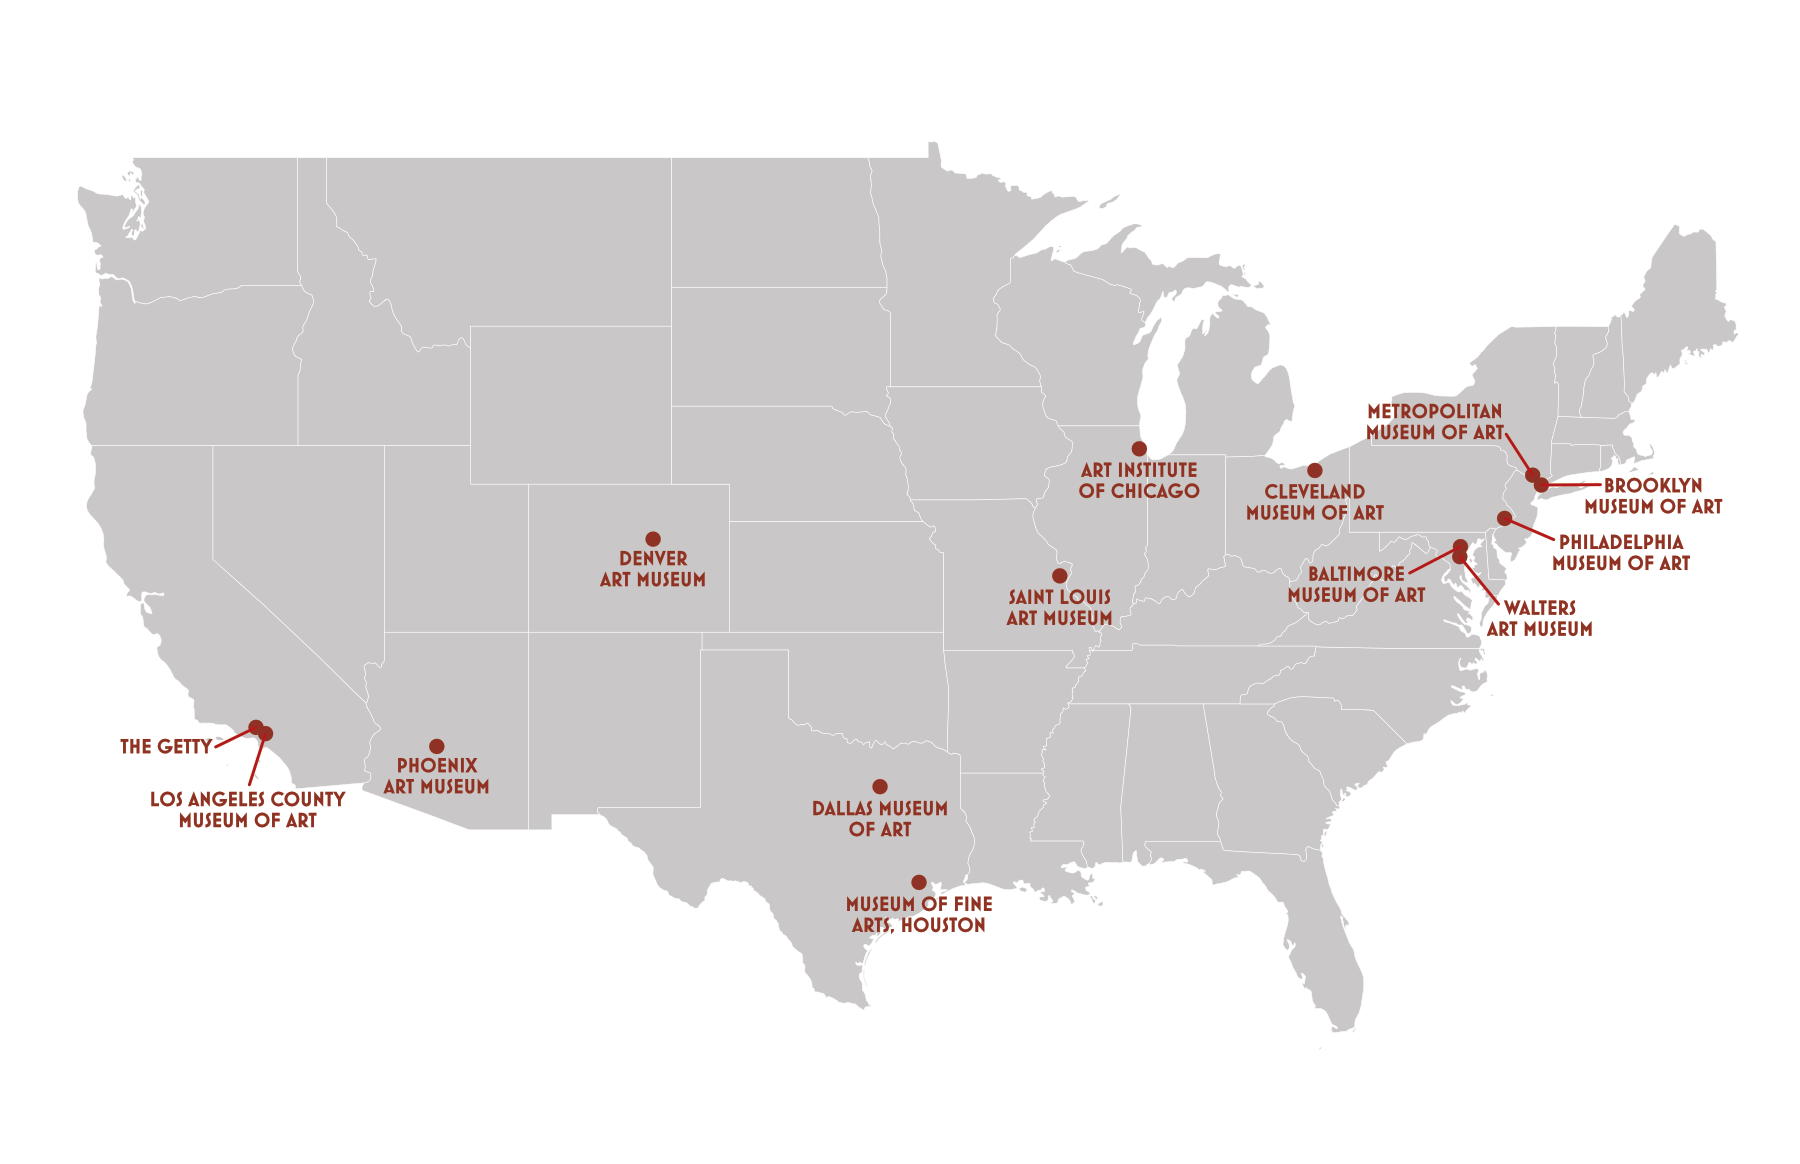 METROPOLITAN
MUSEUM OF ART
ART INSTITUTE
OF CHICAGO
CLEVELAND
MUSEUM OF ART
BROOKLYN
MUSEUM OF ART
PHILADELPHIA
MUSEUM OF ART
DENVER
ART MUSEUM
BALTIMORE
MUSEUM OF ART
SAINT LOUIS
ART MUSEUM
WALTERS
ART MUSEUM
THE GETTY
PHOENIX
ART MUSEUM
LOS ANGELES COUNTY
MUSEUM OF ART
DALLAS MUSEUM
OF ART
MUSEUM OF FINE
ARTS, HOUSTON